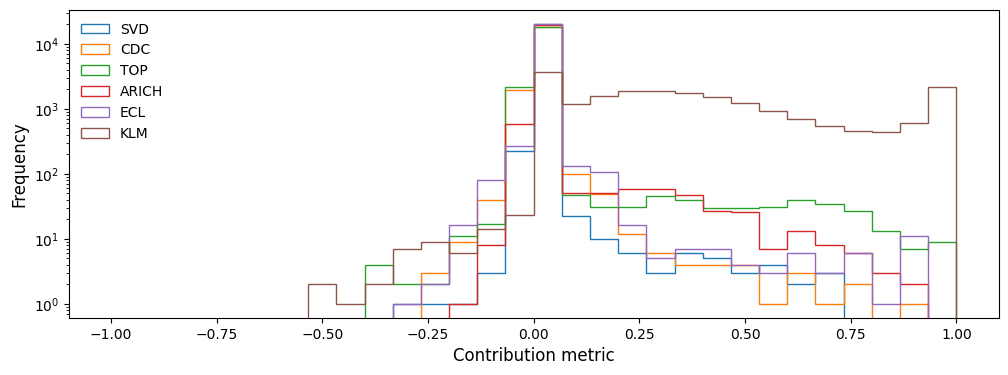 SVD
CDC
TOP
ARICH
ECL
KLM
Frequency
10⁴
10³
10²
10¹
10⁰
−1.00 −0.75 −0.50 −0.25 0.00 0.25 0.50 0.75 1.00
Contribution metric